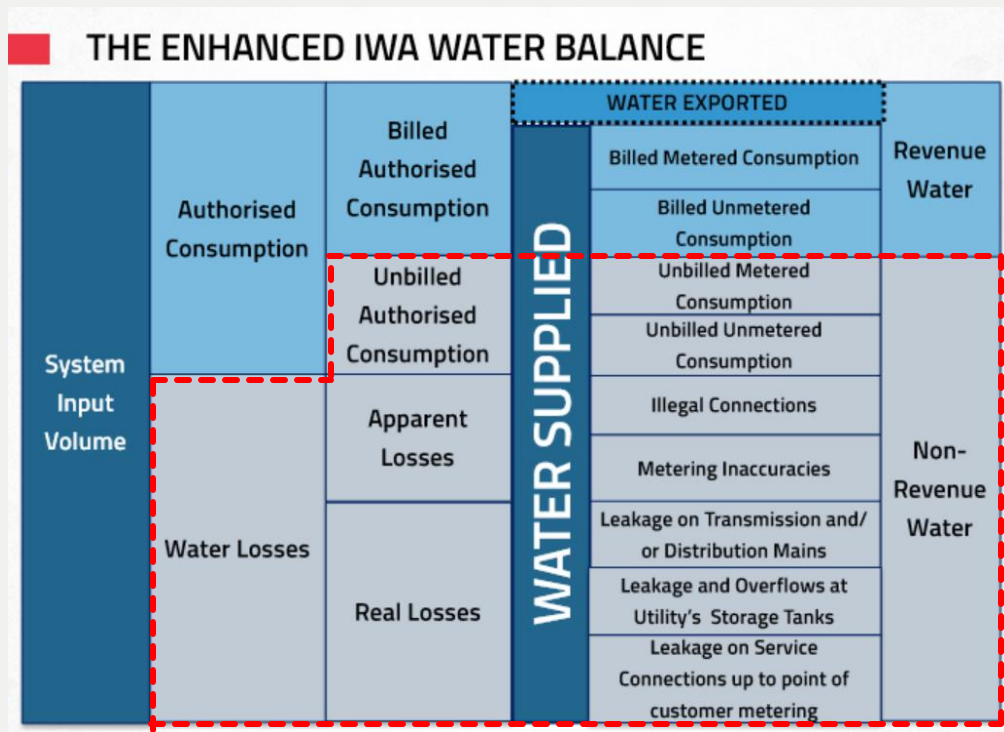 THE ENHANCED IWA WATER BALANCE
System
Input
Volume
Authorised
Consumption
Water Losses
Billed
Authorised
Consumption
Unbilled
Authorised
Consumption
Apparent
Losses
Real Losses
WATER EXPORTED
WATER SUPPLIED
Billed Metered Consumption
Billed Unmetered
Consumption
Unbilled Metered
Consumption
Unbilled Unmetered
Consumption
Illegal Connections
Metering Inaccuracies
Leakage on Transmission and/
or Distribution Mains
Leakage and Overflows at
Utility's Storage Tanks
Leakage on Service
Connections up to point of
customer metering
Revenue
Water
Non-
Revenue
Water